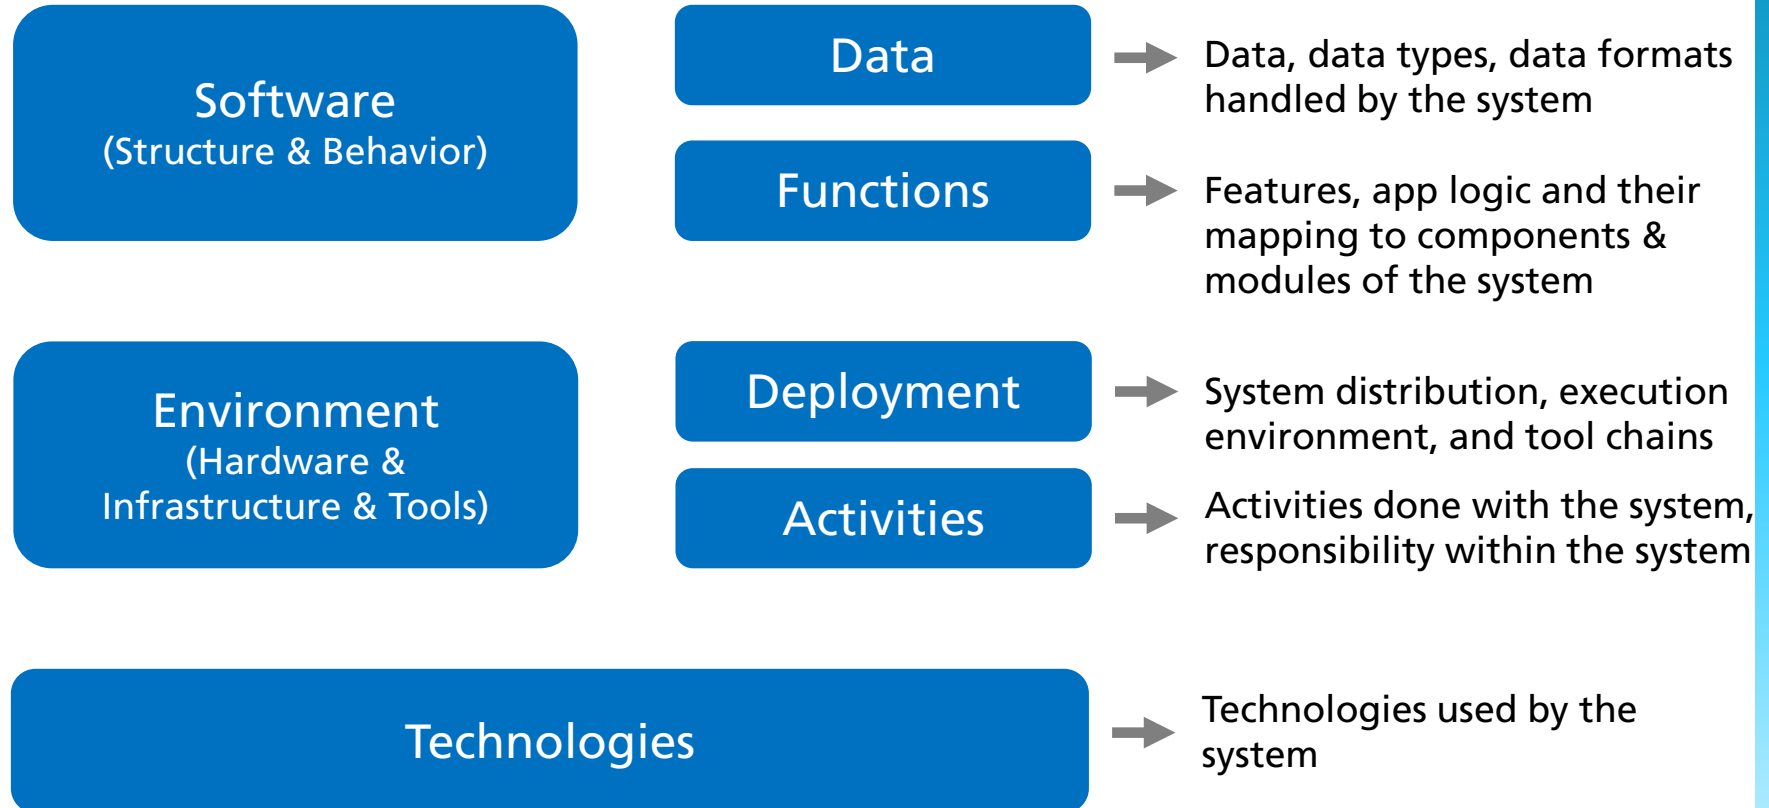 Software
(Structure & Behavior)
Data
Data, data types, data formats
handled by the system
Functions
Features, app logic and their
mapping to components &
modules of the system
Environment
(Hardware &
Infrastructure & Tools)
Deployment
System distribution, execution
environment, and tool chains
Activities
Activities done with the system,
responsibility within the system
Technologies
Technologies used by the
system